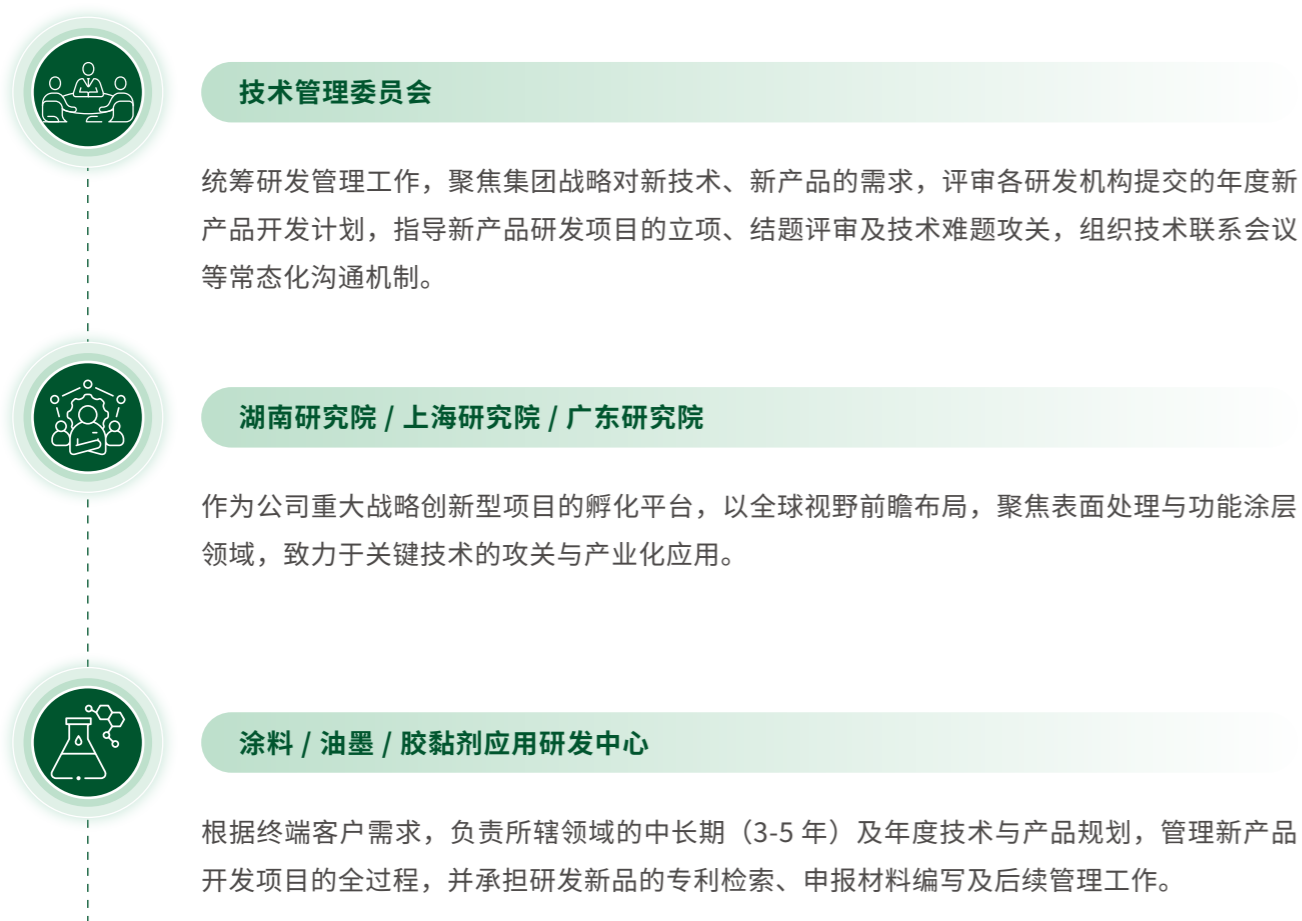 技术管理委员会
统筹研发管理工作，聚焦集团战略对新技术、新产品的需求，评审各研发机构提交的年度新
产品开发计划，指导新产品研发项目的立项、结题评审及技术难题攻关，组织技术联系会议
等常态化沟通机制。
湖南研究院 / 上海研究院 / 广东研究院
作为公司重大战略创新型项目的孵化平台，以全球视野前瞻布局，聚焦表面处理与功能涂层
领域，致力于关键技术的攻关与产业化应用。
涂料 / 油墨 / 胶黏剂应用研发中心
根据终端客户需求，负责所辖领域的中长期（3-5 年）及年度技术与产品规划，管理新产品
开发项目的全过程，并承担研发新品的专利检索、申报材料编写及后续管理工作。